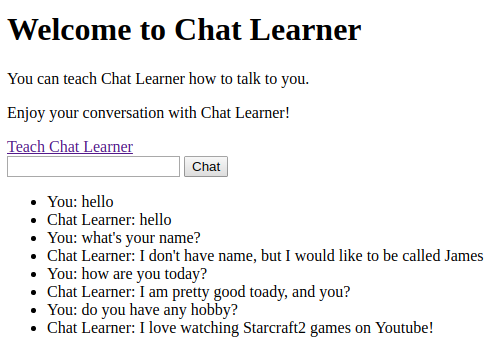 Welcome to Chat Learner
You can teach Chat Learner how to talk to you.
Enjoy your conversation with Chat Learner!
Teach Chat Learner
Chat
You: hello
Chat Learner: hello
You: what's your name?
Chat Learner: I don't have name, but I would like to be called James
You: how are you today?
Chat Learner: I am pretty good toady, and you?
You: do you have any hobby?
Chat Learner: I love watching Starcraft2 games on Youtube!